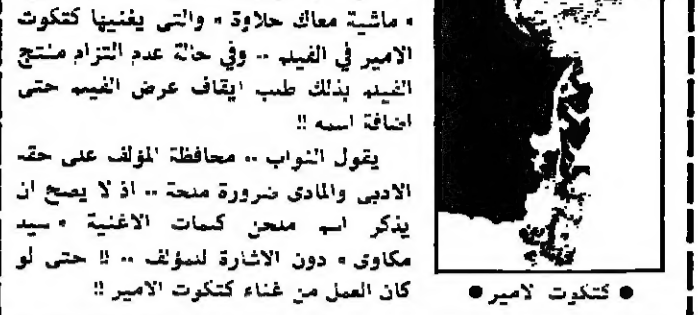 « ماشية معاك حلاوة » والتى يغنيها كتكوت
الامير في الفيلم .. وفي حالة عدم التزام منتج
الفيلم بذلك طلب ايقاف عرض الفيلم حتى
اضافة اسمه !!
يقول النواب .. محافظة المؤلف على حقه
الادبى والمادى ضرورة ملحة .. اذ لا يصح ان
يذكر اسم ملحن كلمات الاغنية « سيد
مكاوى » دون الاشارة للمؤلف .. !! حتى لو
كان العمل من غناء كتكوت الامير !!
● كتكوت لامير ●